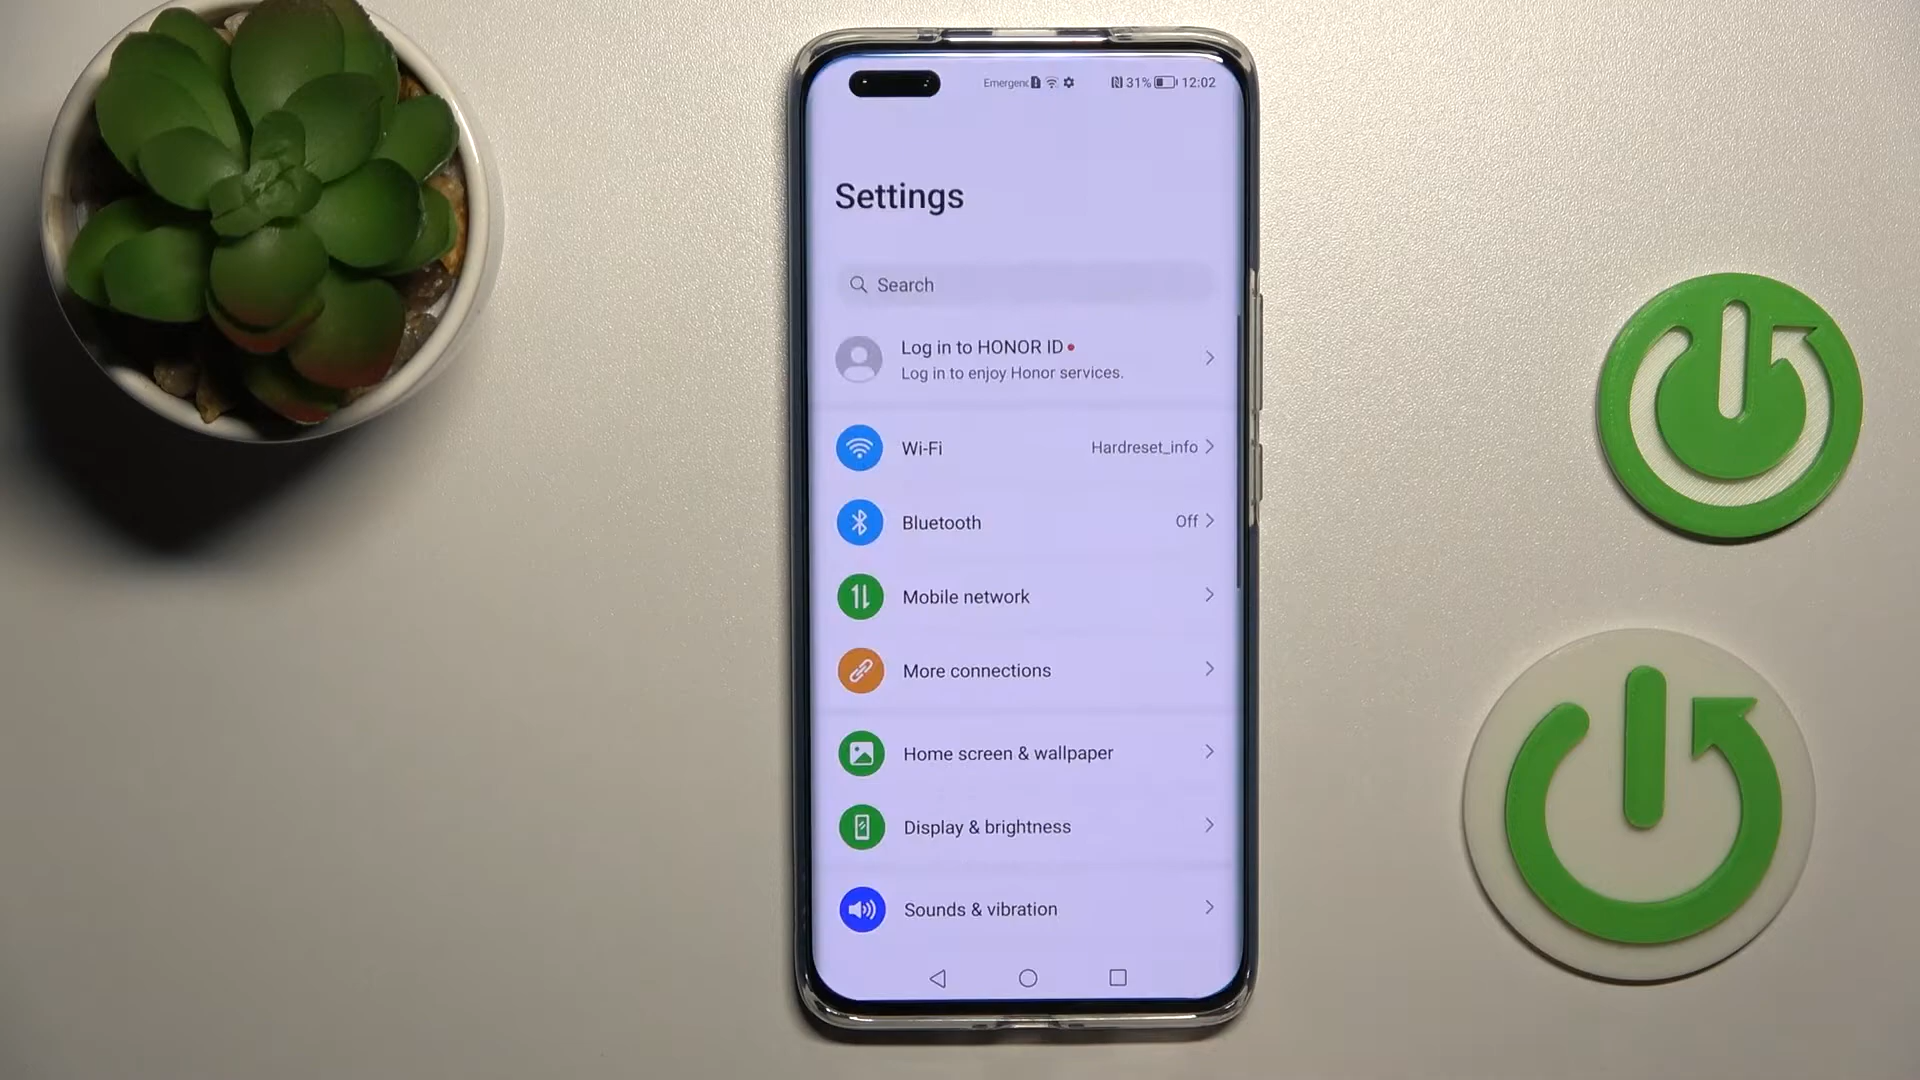 Emergenc 31% 12:02
Settings
Search
Log in to HONOR ID
Log in to enjoy Honor services.
Wi-Fi Hardreset_info
Bluetooth Off
Mobile network
More connections
Home screen & wallpaper
Display & brightness
Sounds & vibration